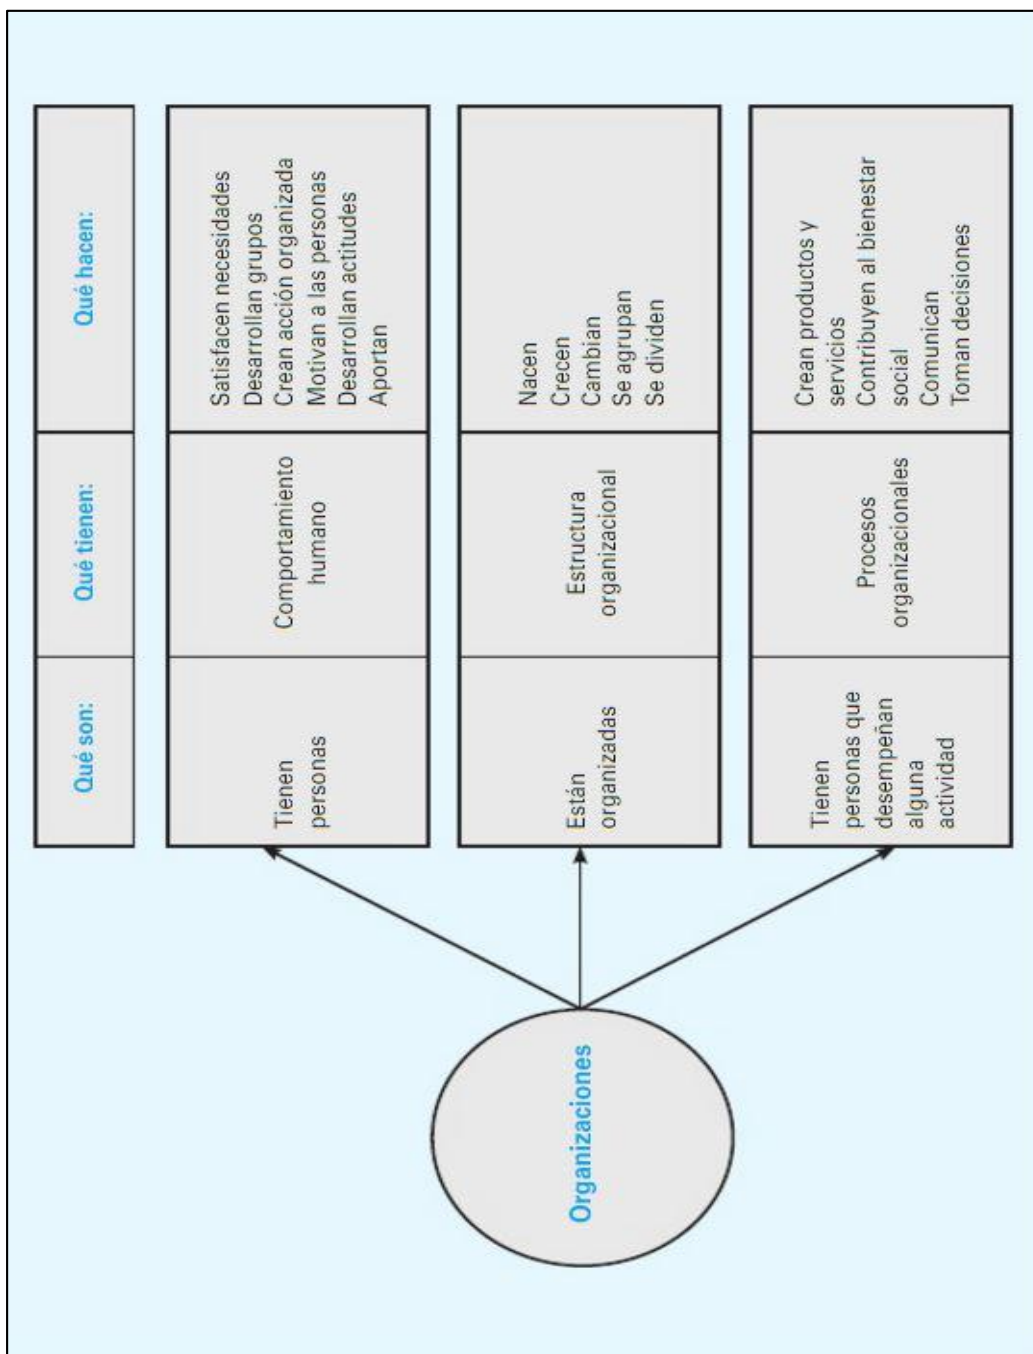 Organizaciones
Qué son:
Qué tienen:
Qué hacen:
Tienen
personas
Comportamiento
humano
Satisfacen necesidades
Desarrollan grupos
Crean acción organizada
Motivan a las personas
Desarrollan actitudes
Aportan
Están
organizadas
Estructura
organizacional
Nacen
Crecen
Cambian
Se agrupan
Se dividen
Tienen
personas que
desempeñan
alguna
actividad
Procesos
organizacionales
Crean productos y
servicios
Contribuyen al bienestar
social
Comunican
Toman decisiones